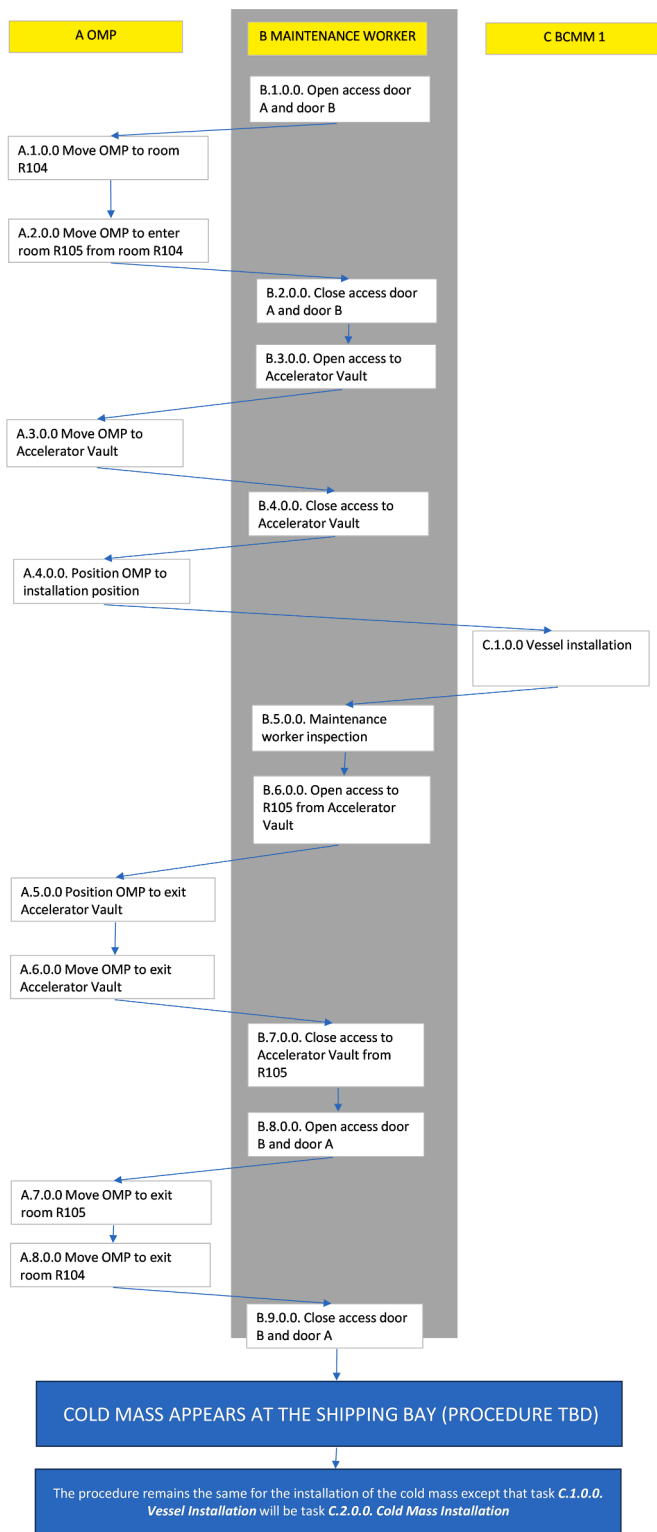 A OMP
B MAINTENANCE WORKER
C BCMM 1
B.1.0.0. Open access door
A and door B
A.1.0.0 Move OMP to room
R104
A.2.0.0 Move OMP to enter
room R105 from room R104
B.2.0.0. Close access door
A and door B
B.3.0.0. Open access to
Accelerator Vault
A.3.0.0 Move OMP to
Accelerator Vault
B.4.0.0. Close access to
Accelerator Vault
A.4.0.0. Position OMP to
installation position
C.1.0.0 Vessel installation
B.5.0.0. Maintenance
worker inspection
B.6.0.0. Open access to
R105 from Accelerator
Vault
A.5.0.0 Position OMP to exit
Accelerator Vault
A.6.0.0 Move OMP to exit
Accelerator Vault
B.7.0.0. Close access to
Accelerator Vault from
R105
B.8.0.0. Open access door
B and door A
A.7.0.0 Move OMP to exit
room R105
A.8.0.0 Move OMP to exit
room R104
B.9.0.0. Close access door
B and door A
COLD MASS APPEARS AT THE SHIPPING BAY (PROCEDURE TBD)
The procedure remains the same for the installation of the cold mass except that task C.1.0.0.
Vessel Installation will be task C.2.0.0. Cold Mass Installation